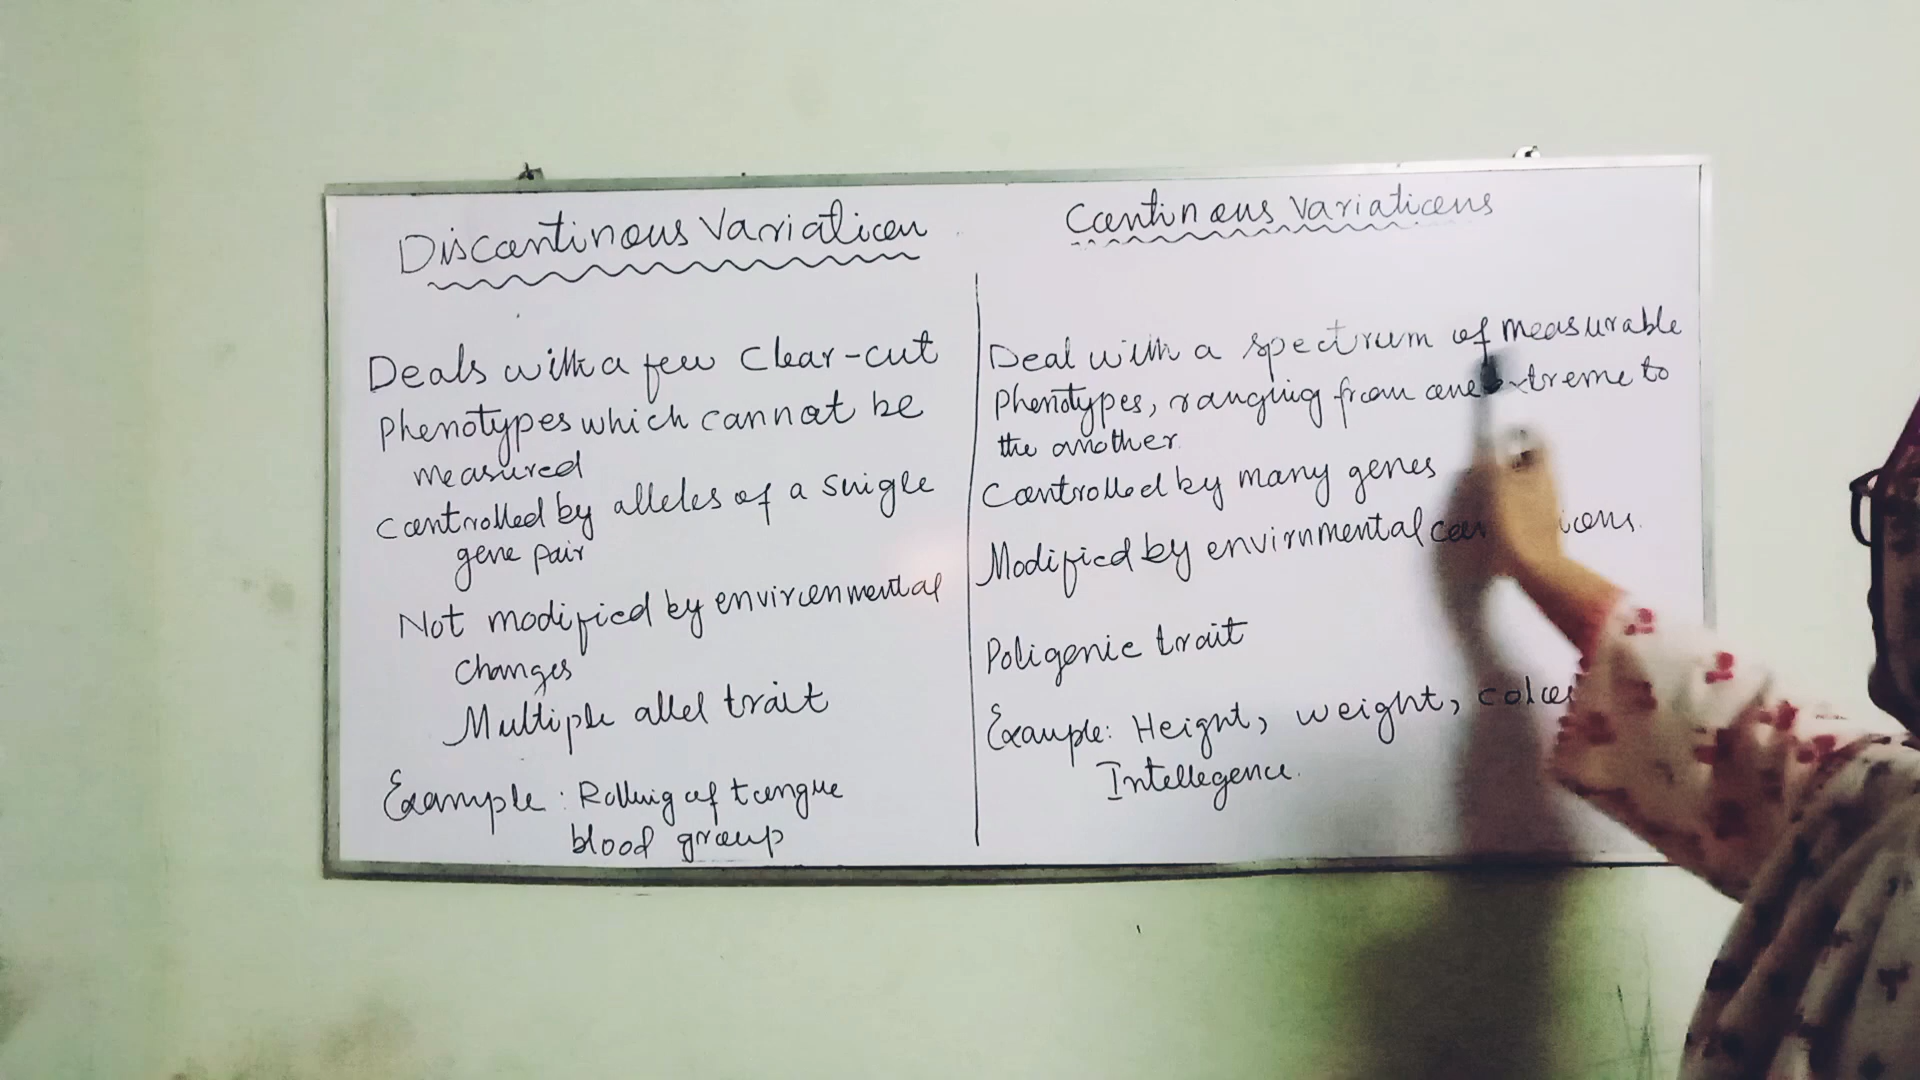 Discontinous Variation
Deals with a few clear-cut
Phenotypes which cannot be
measured
controlled by alleles of a single
gene pair
Not modified by environmental
changes
Multiple allel trait
Example: Rolling of tongue
blood group
Continous Variations
Deal with a spectrum of measurable
Phenotypes, ranging from one extreme to
the another.
Controlled by many genes
Modified by envirnmental
Poligenic trait
Example: Height, weight,
Intellegence.